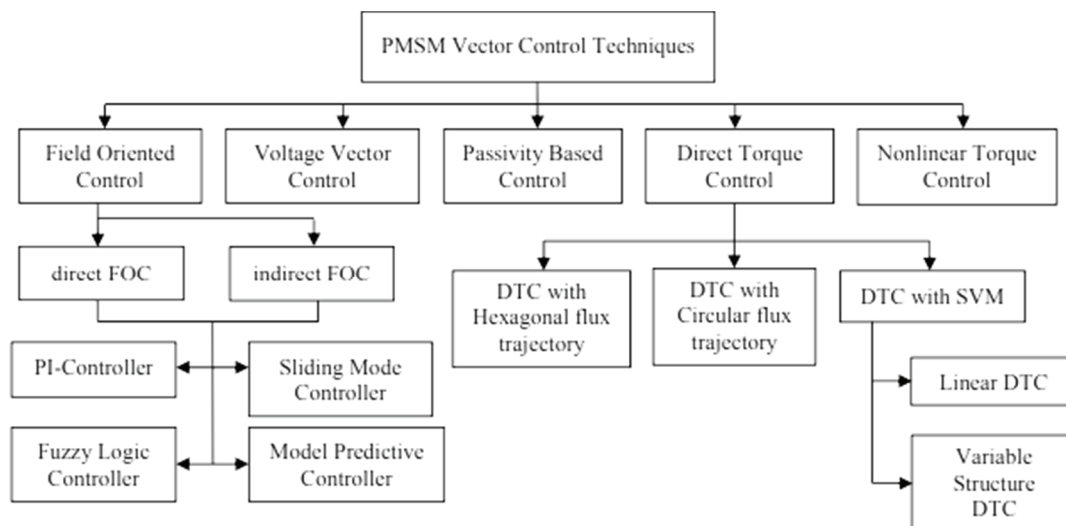 PMSM Vector Control Techniques
Field Oriented
Control
Voltage Vector
Control
Passivity Based
Control
Direct Torque
Control
Nonlinear Torque
Control
direct FOC
indirect FOC
DTC with
Hexagonal flux
trajectory
DTC with
Circular flux
trajectory
DTC with SVM
PI-Controller
Sliding Mode
Controller
Linear DTC
Fuzzy Logic
Controller
Model Predictive
Controller
Variable
Structure
DTC